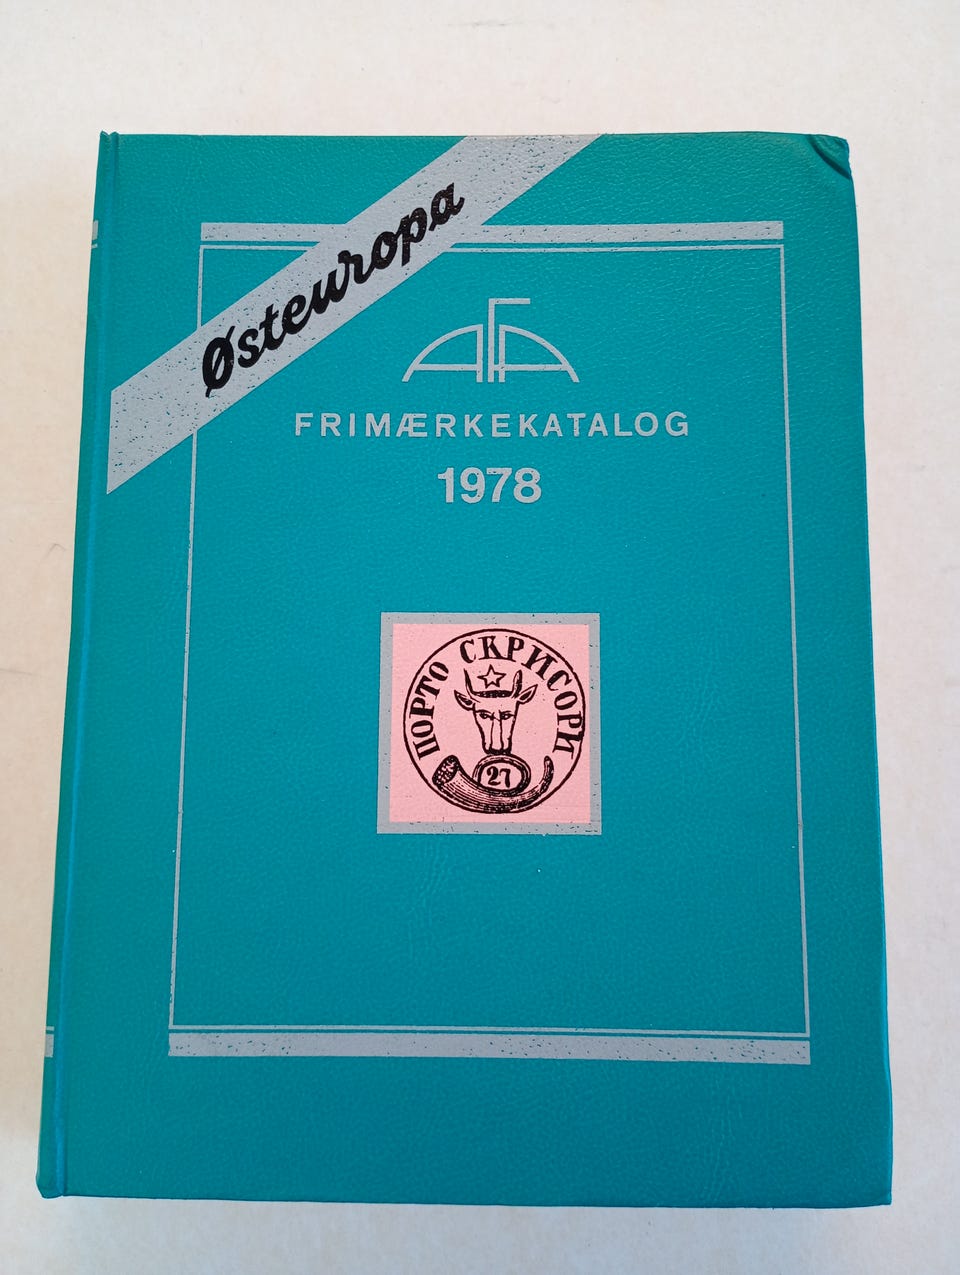 Østeuropa
AFA
FRIMÆRKEKATALOG
1978
ПОРТО СКРИСОРИ
27